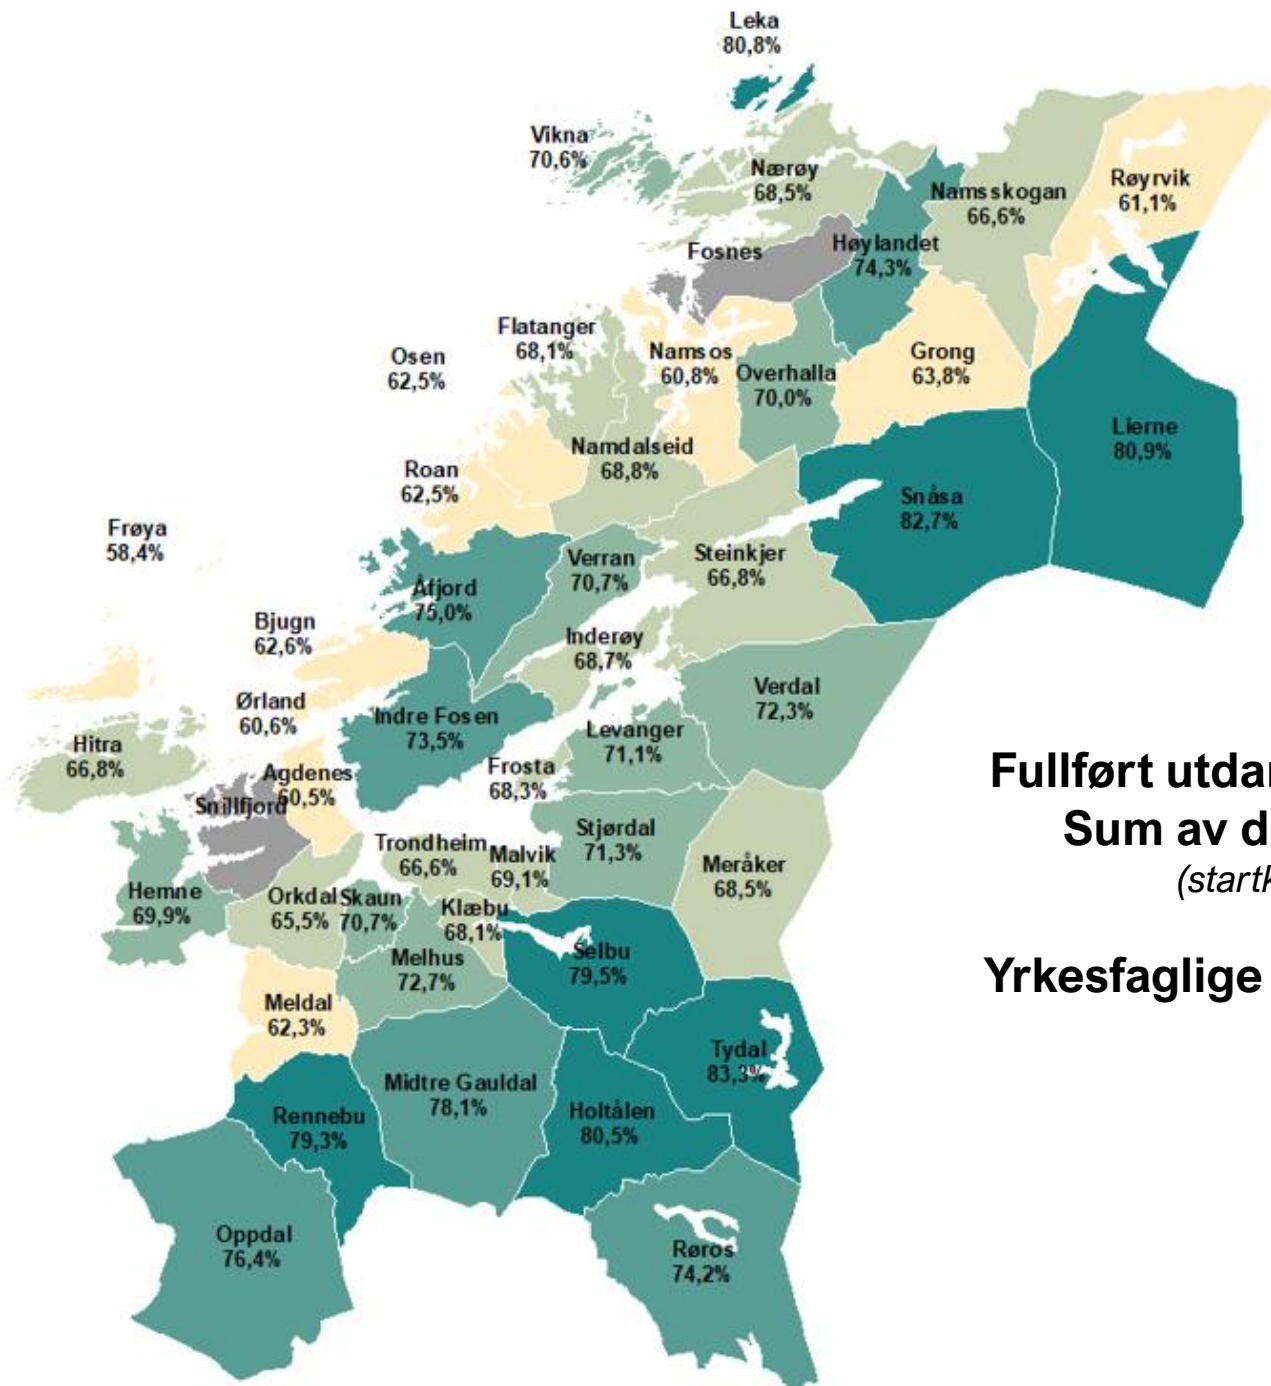 Leka
80,8%
Vikna
70,6%
Nærøy
68,5%
Namsskogan
66,6%
Røyrvik
61,1%
Fosnes
Høylandet
74,3%
Flatanger
68,1%
Osen
62,5%
Namsos
60,8%
Overhalla
70,0%
Grong
63,8%
Lierne
80,9%
Namdalseid
68,8%
Roan
62,5%
Snåsa
82,7%
Frøya
58,4%
Steinkjer
66,8%
Verran
70,7%
Åfjord
75,0%
Bjugn
62,6%
Inderøy
68,7%
Verdal
72,3%
Ørland
60,6%
Indre Fosen
73,5%
Levanger
71,1%
Hitra
66,8%
Frosta
68,3%
Agdenes
60,5%
Snillfjord
Stjørdal
71,3%
Trondheim
66,6%
Malvik
69,1%
Meråker
68,5%
Hemne
69,9%
Orkdal
65,5%
Skaun
70,7%
Klæbu
68,1%
Melhus
72,7%
Selbu
79,5%
Meldal
62,3%
Tydal
83,3%
Midtre Gauldal
78,1%
Holtålen
80,5%
Rennebu
79,3%
Oppdal
76,4%
Røros
74,2%
Fullført utdar
Sum av d
(startk
Yrkesfaglige